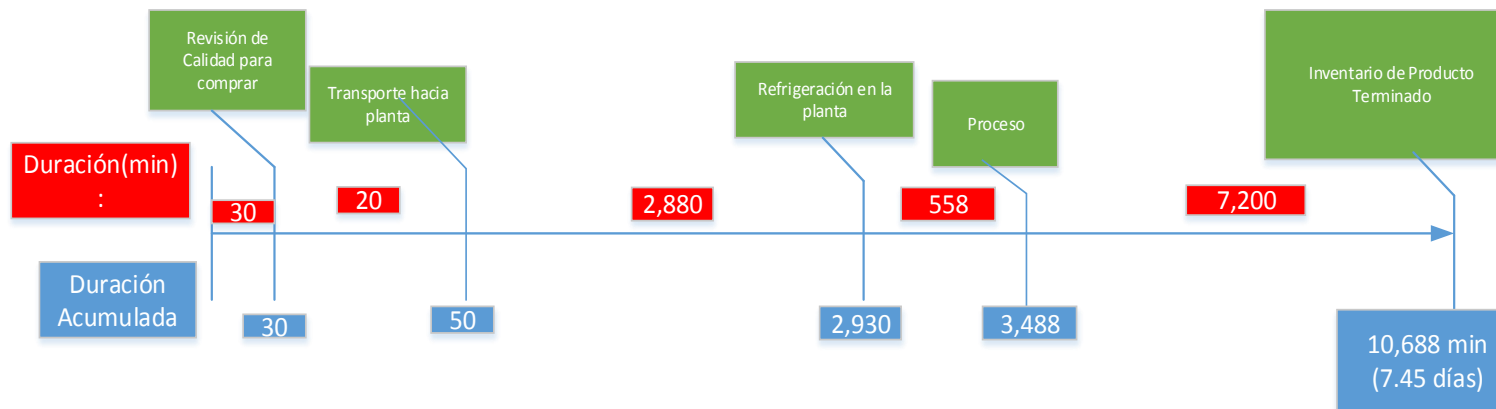 Revisión de
Calidad para
comprar
Transporte hacia
planta
Refrigeración en la
planta
Proceso
Inventario de Producto
Terminado
Duración(min)
:
30
20
2,880
558
7,200
Duración
Acumulada
30
50
2,930
3,488
10,688 min
(7.45 días)